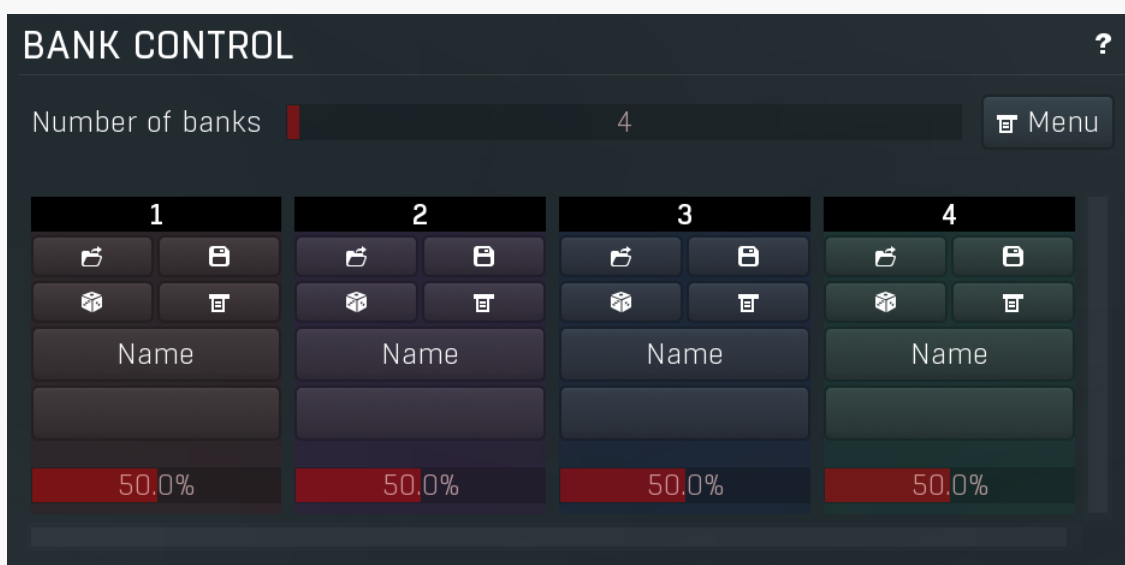 BANK CONTROL ?
Number of banks 4 Menu
1 2 3 4
Name Name Name Name
50.0% 50.0% 50.0% 50.0%